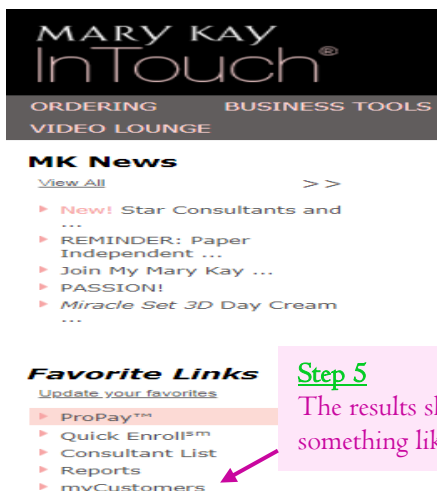 MARY KAY
InTouch®
ORDERING BUSINESS TOOLS
VIDEO LOUNGE
MK News
View All >>
New! Star Consultants and
...
REMINDER: Paper
Independent ...
Join My Mary Kay ...
PASSION!
Miracle Set 3D Day Cream
...
Favorite Links
Update your favorites
ProPay™
Quick Enroll℠
Consultant List
Reports
myCustomers
Step 5
The results
something